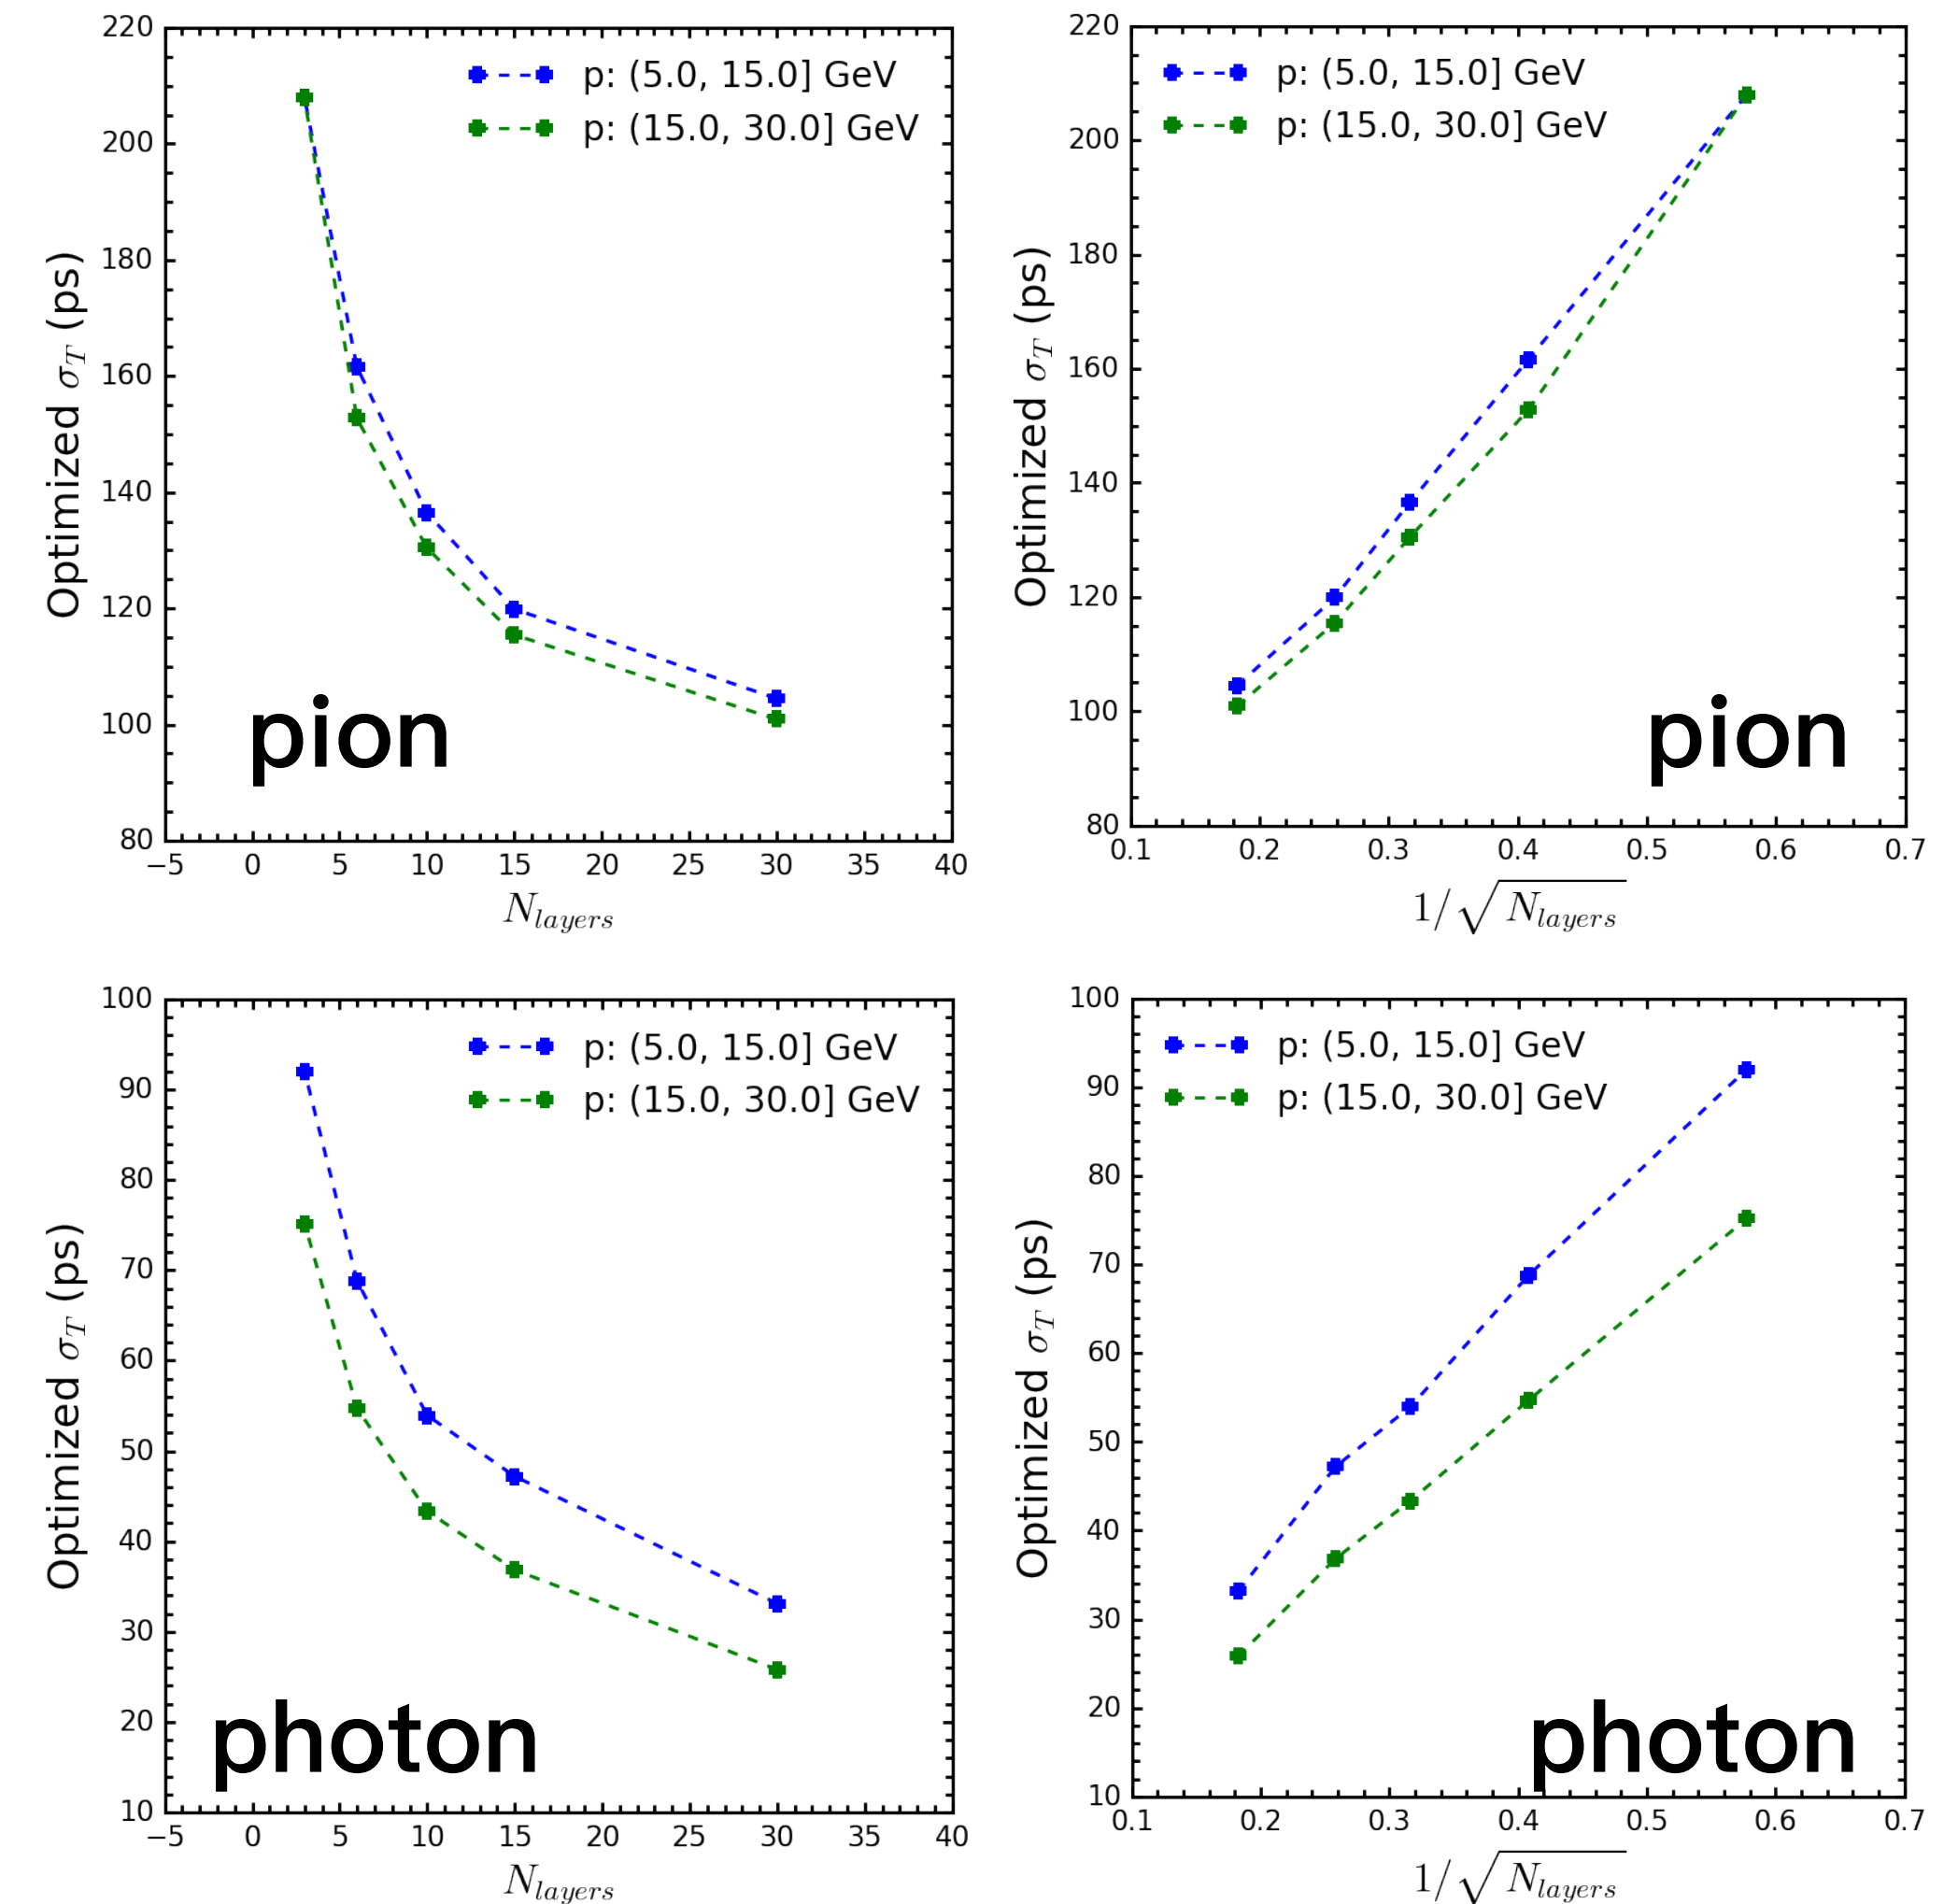 220
200
180
160
140
120
100
80
Optimized σ_T (ps)
p: (5.0, 15.0] GeV
p: (15.0, 30.0] GeV
pion
−5 0 5 10 15 20 25 30 35 40
N_layers
220
200
180
160
140
120
100
80
Optimized σ_T (ps)
p: (5.0, 15.0] GeV
p: (15.0, 30.0] GeV
pion
0.1 0.2 0.3 0.4 0.5 0.6 0.7
1/√N_layers
100
90
80
70
60
50
40
30
20
10
Optimized σ_T (ps)
p: (5.0, 15.0] GeV
p: (15.0, 30.0] GeV
photon
−5 0 5 10 15 20 25 30 35 40
N_layers
100
90
80
70
60
50
40
30
20
10
Optimized σ_T (ps)
p: (5.0, 15.0] GeV
p: (15.0, 30.0] GeV
photon
0.1 0.2 0.3 0.4 0.5 0.6 0.7
1/√N_layers